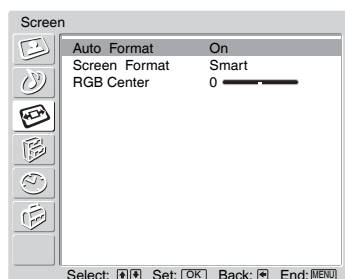 Screen
Auto Format On
Screen Format Smart
RGB Center 0
Select: Set: OK Back: End: MENU